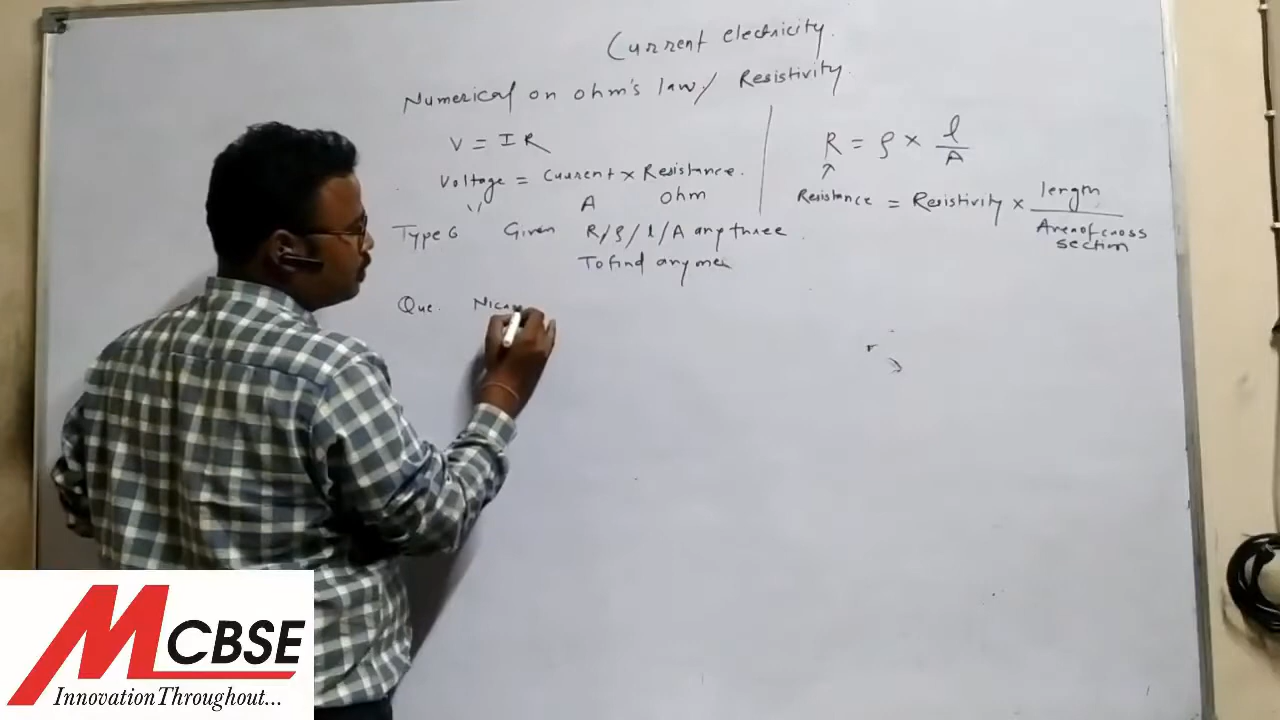 Current electricity.
Numerical on ohm's law / Resistivity.
V = IR
Voltage = Current × Resistance.
A ohm
R = ρ × l/A
Resistance = Resistivity × length / Area of cross section
Type 6 Given R/ρ/l/A any three
To find any one
Que.
MCBSE
Innovation Throughout...